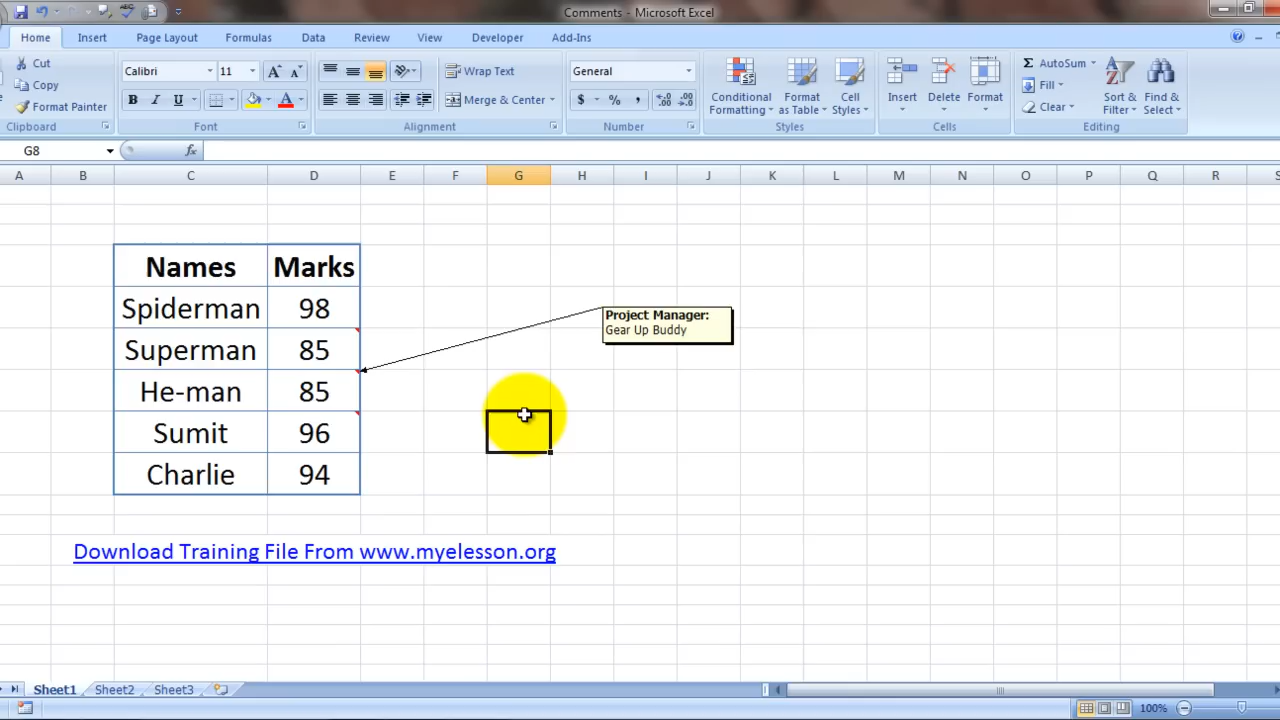 Comments - Microsoft Excel
Home Insert Page Layout Formulas Data Review View Developer Add-Ins
Cut
Copy
Format Painter
Clipboard
Calibri 11
B I U
Font
Wrap Text
Merge & Center
Alignment
General
$ % ,
Number
Conditional Formatting
Format as Table
Cell Styles
Styles
Insert Delete Format
Cells
AutoSum
Fill
Clear
Sort & Filter
Find & Select
Editing
G8 fx
A B C D E F G H I J K L M N O P Q R S
Names Marks
Spiderman 98
Superman 85
He-man 85
Sumit 96
Charlie 94
Project Manager:
Gear Up Buddy
Download Training File From www.myelesson.org
Sheet1 Sheet2 Sheet3
100%